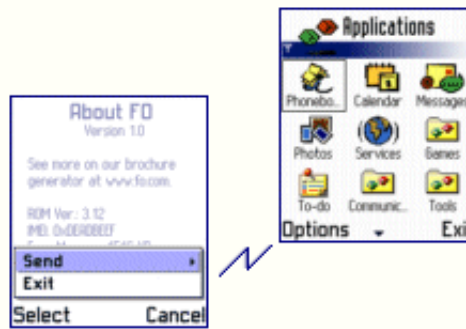 Applications
Phonebo... Calendar Messages
Photos Services Games
To-do Communic... Tools
Options Exi
About FO
Version 1.0
See more on our brochure
generator at www.fo.com.
ROM Ver.: 3.12
IMEI: 0xDEADBEEF
Send
Exit
Select Cancel